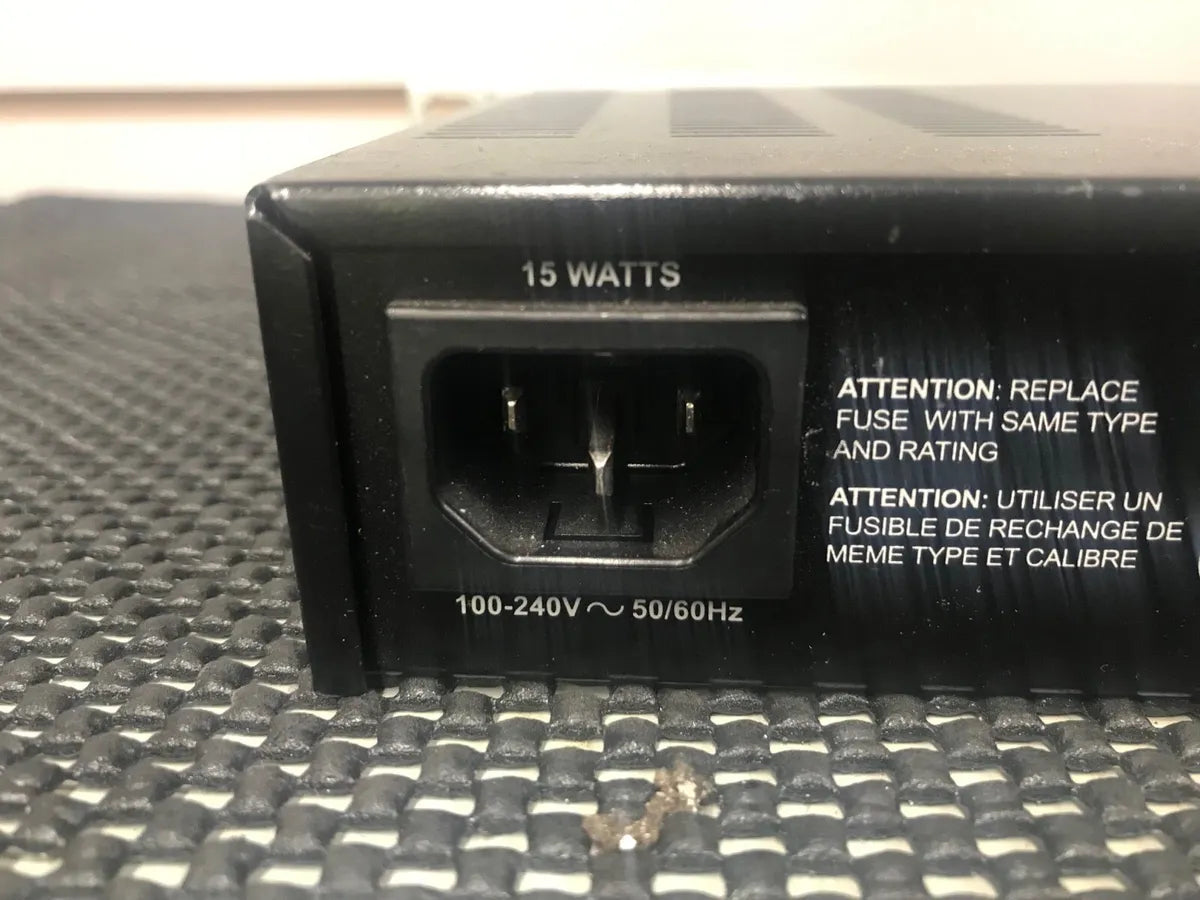 15 WATTS
ATTENTION: REPLACE
FUSE WITH SAME TYPE
AND RATING
ATTENTION: UTILISER UN
FUSIBLE DE RECHANGE DE
MEME TYPE ET CALIBRE
100-240V ~ 50/60Hz